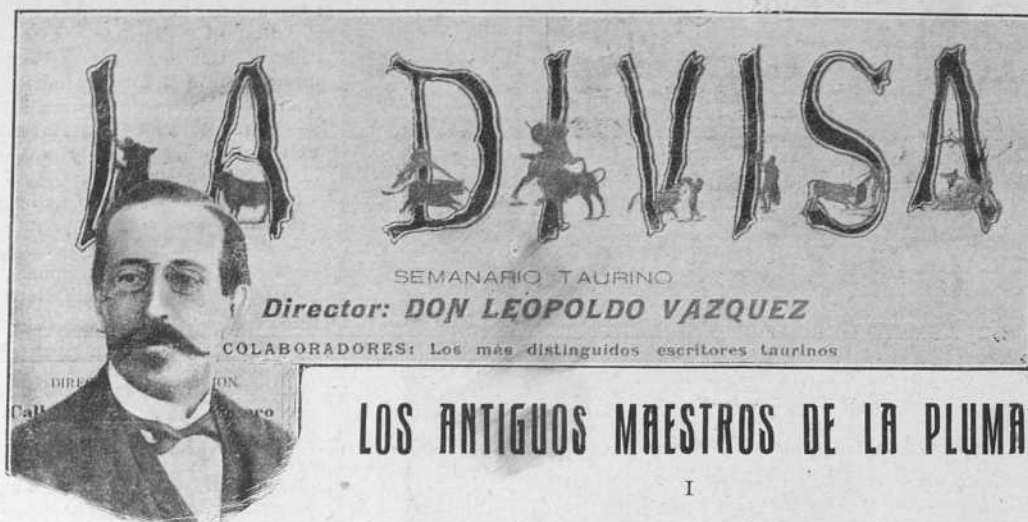 LA DIVISA
SEMANARIO TAURINO
Director: DON LEOPOLDO VAZQUEZ
COLABORADORES: Los más distinguidos escritores taurinos
LOS ANTIGUOS MAESTROS DE LA PLUMA
I